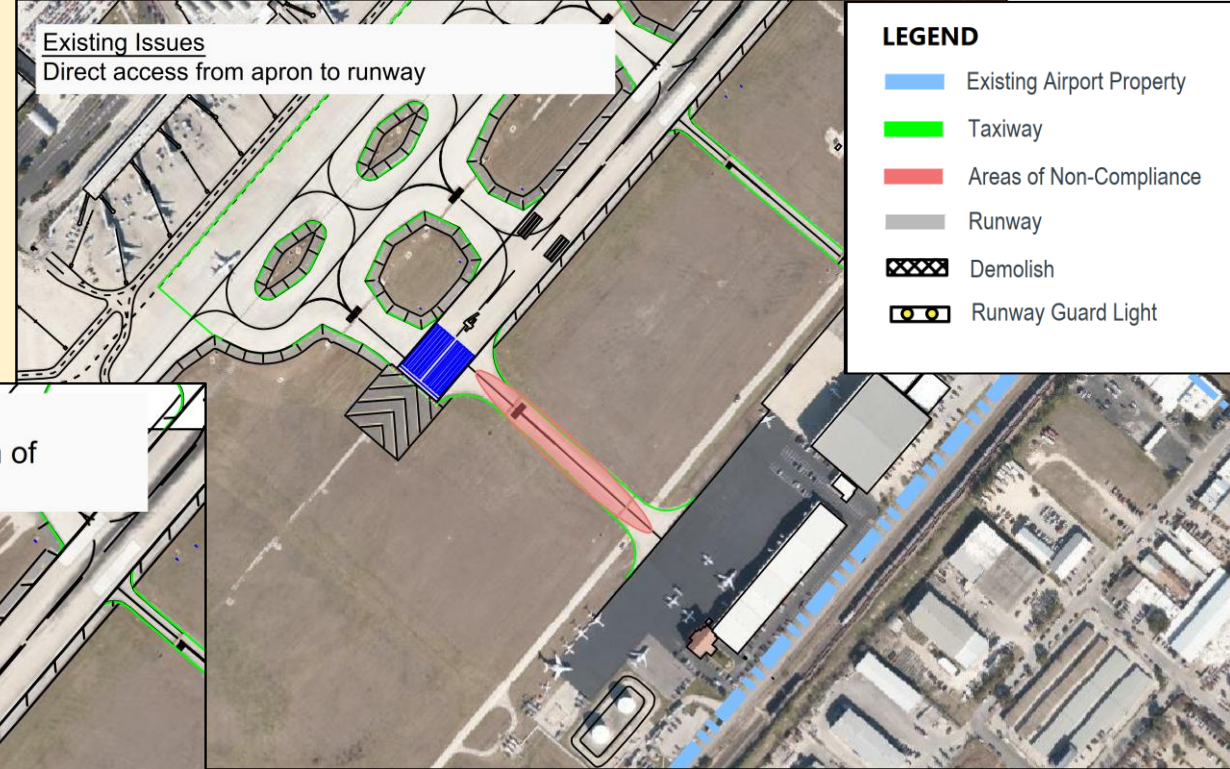 Existing Issues
Direct access from apron to runway
LEGEND
Existing Airport Property
Taxiway
Areas of Non-Compliance
Runway
Demolish
Runway Guard Light
of